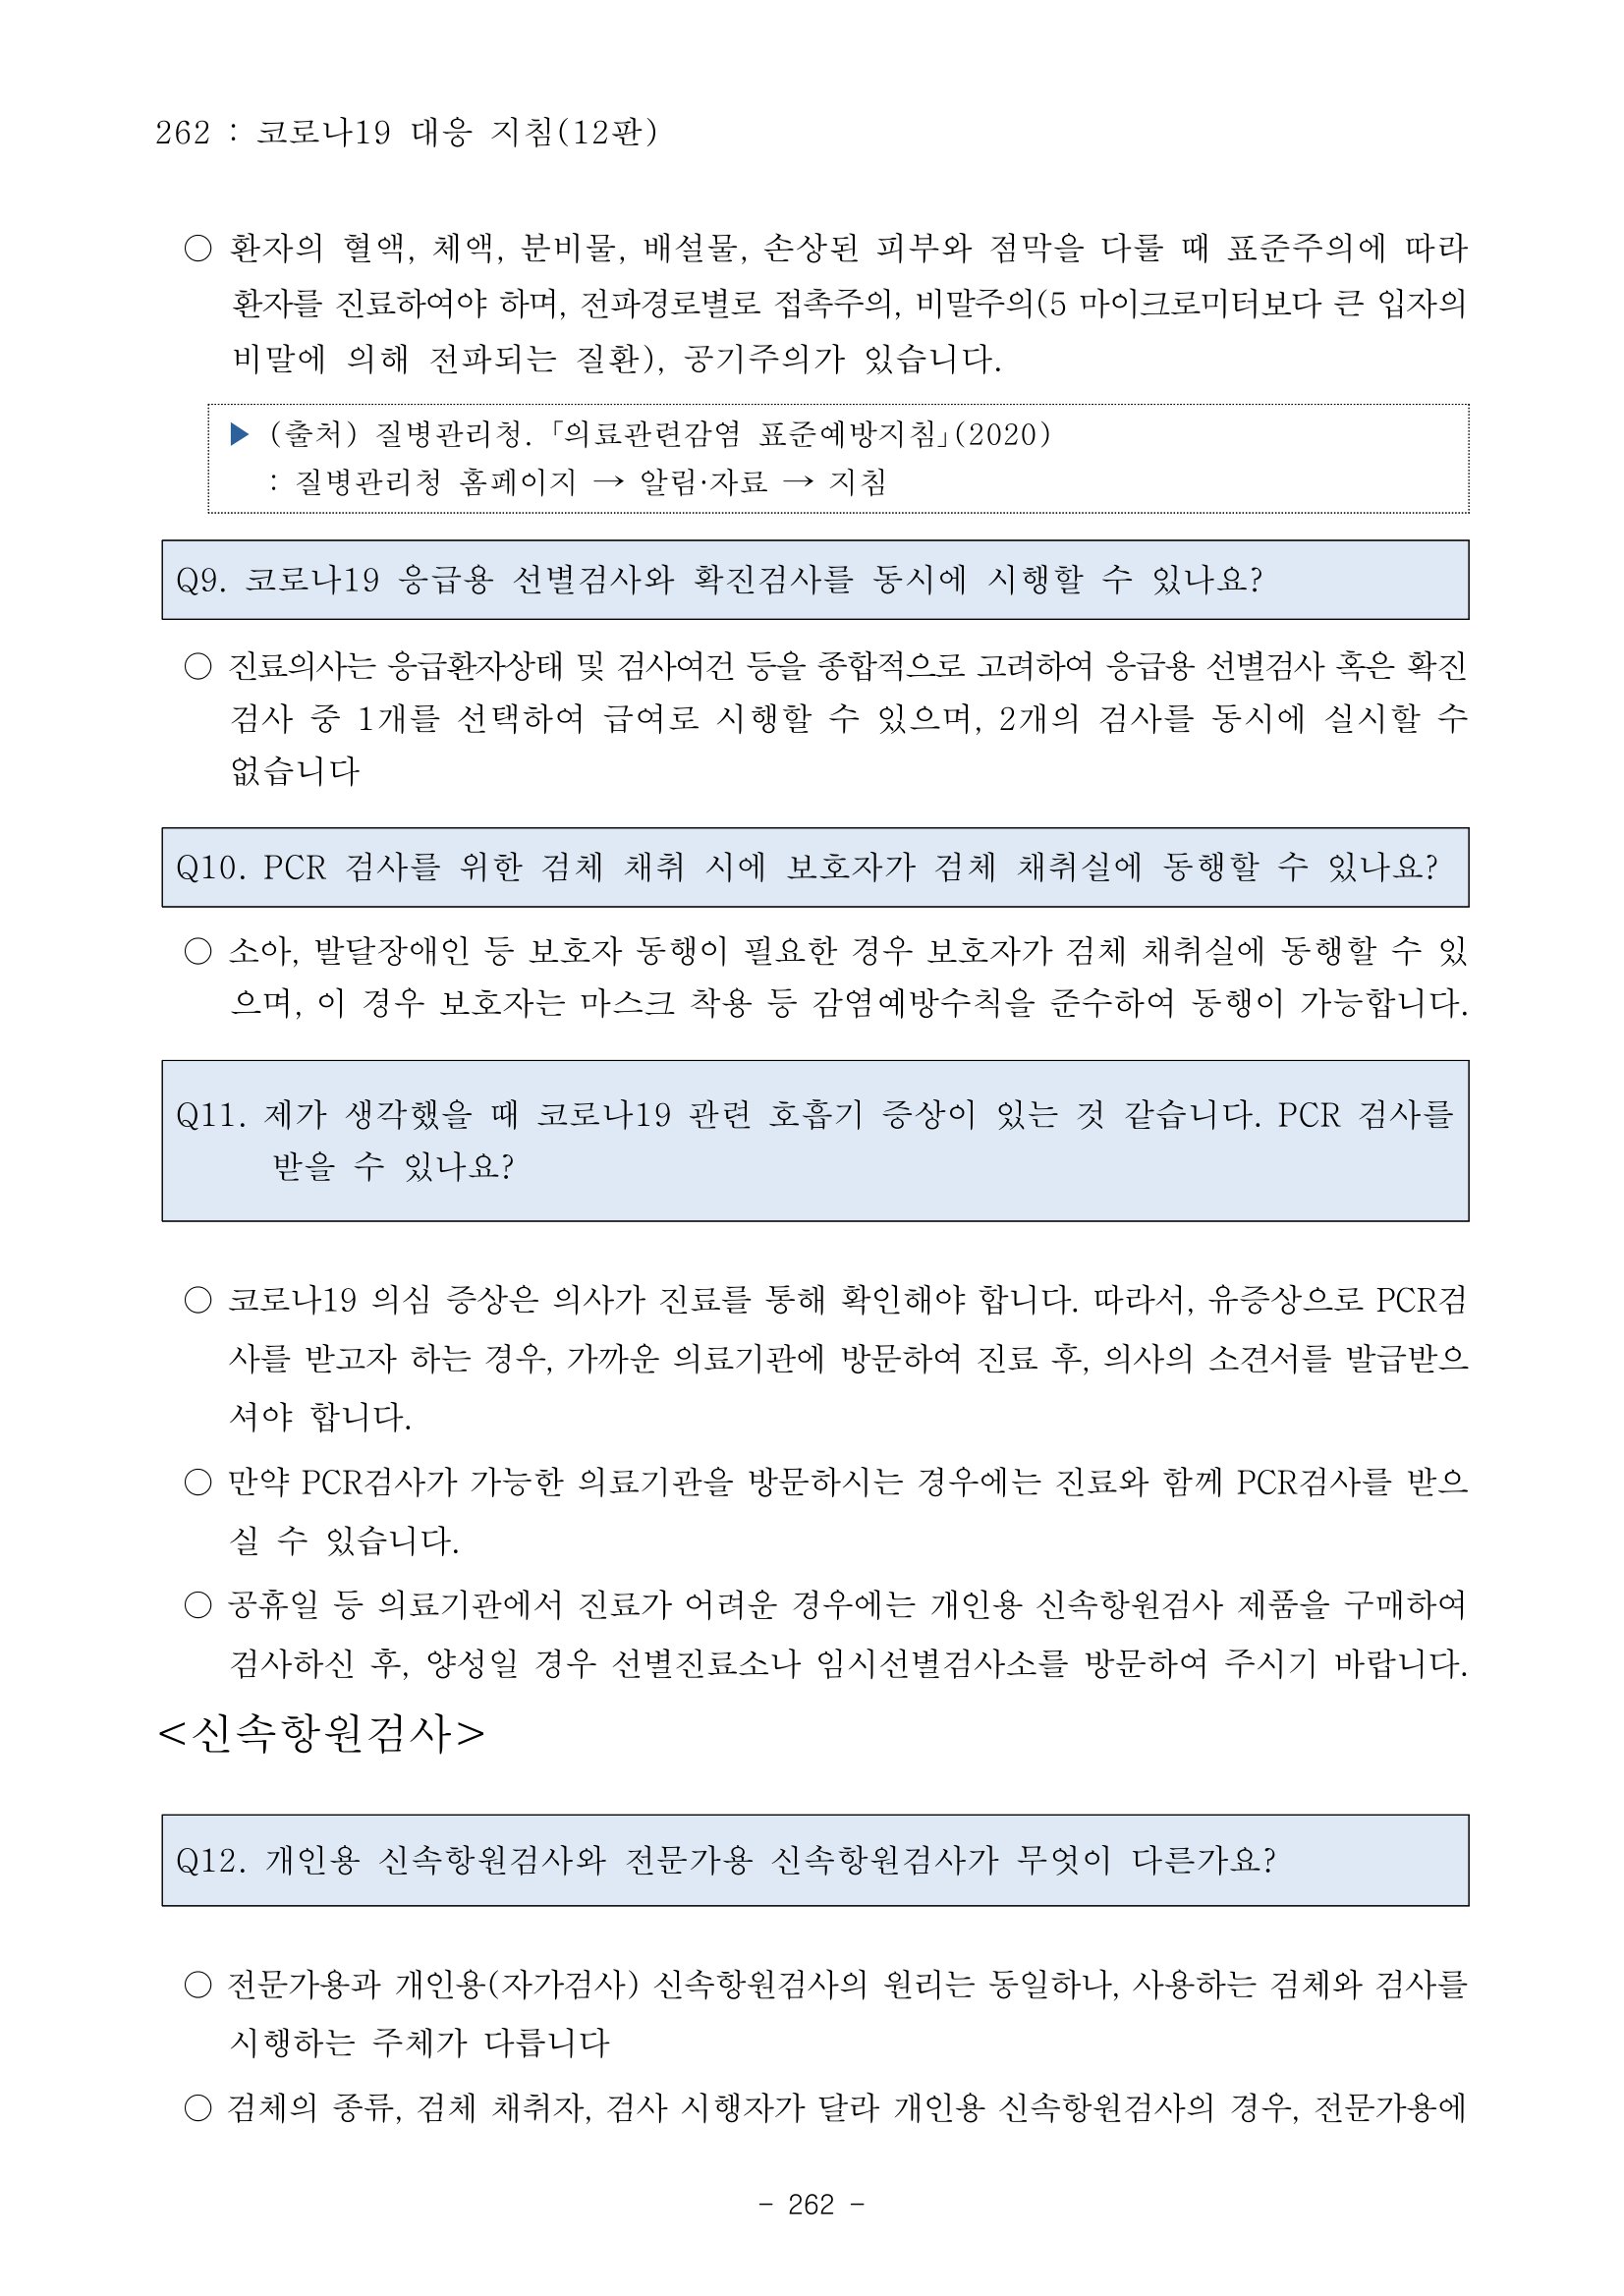 262 : 코로나19 대응 지침(12판)
○ 환자의 혈액, 체액, 분비물, 배설물, 손상된 피부와 점막을 다룰 때 표준주의에 따라
환자를 진료하여야 하며, 전파경로별로 접촉주의, 비말주의(5 마이크로미터보다 큰 입자의
비말에 의해 전파되는 질환), 공기주의가 있습니다.
▶ (출처) 질병관리청.「의료관련감염 표준예방지침」(2020)
: 질병관리청 홈페이지 → 알림·자료 → 지침
Q9. 코로나19 응급용 선별검사와 확진검사를 동시에 시행할 수 있나요?
○ 진료의사는 응급환자상태 및 검사여건 등을 종합적으로 고려하여 응급용 선별검사 혹은 확진
검사 중 1개를 선택하여 급여로 시행할 수 있으며, 2개의 검사를 동시에 실시할 수
없습니다
Q10. PCR 검사를 위한 검체 채취 시에 보호자가 검체 채취실에 동행할 수 있나요?
○ 소아, 발달장애인 등 보호자 동행이 필요한 경우 보호자가 검체 채취실에 동행할 수 있
으며, 이 경우 보호자는 마스크 착용 등 감염예방수칙을 준수하여 동행이 가능합니다.
Q11. 제가 생각했을 때 코로나19 관련 호흡기 증상이 있는 것 같습니다. PCR 검사를
받을 수 있나요?
○ 코로나19 의심 증상은 의사가 진료를 통해 확인해야 합니다. 따라서, 유증상으로 PCR검
사를 받고자 하는 경우, 가까운 의료기관에 방문하여 진료 후, 의사의 소견서를 발급받으
셔야 합니다.
○ 만약 PCR검사가 가능한 의료기관을 방문하시는 경우에는 진료와 함께 PCR검사를 받으
실 수 있습니다.
○ 공휴일 등 의료기관에서 진료가 어려운 경우에는 개인용 신속항원검사 제품을 구매하여
검사하신 후, 양성일 경우 선별진료소나 임시선별검사소를 방문하여 주시기 바랍니다.
<신속항원검사>
Q12. 개인용 신속항원검사와 전문가용 신속항원검사가 무엇이 다른가요?
○ 전문가용과 개인용(자가검사) 신속항원검사의 원리는 동일하나, 사용하는 검체와 검사를
시행하는 주체가 다릅니다
○ 검체의 종류, 검체 채취자, 검사 시행자가 달라 개인용 신속항원검사의 경우, 전문가용에
- 262 -